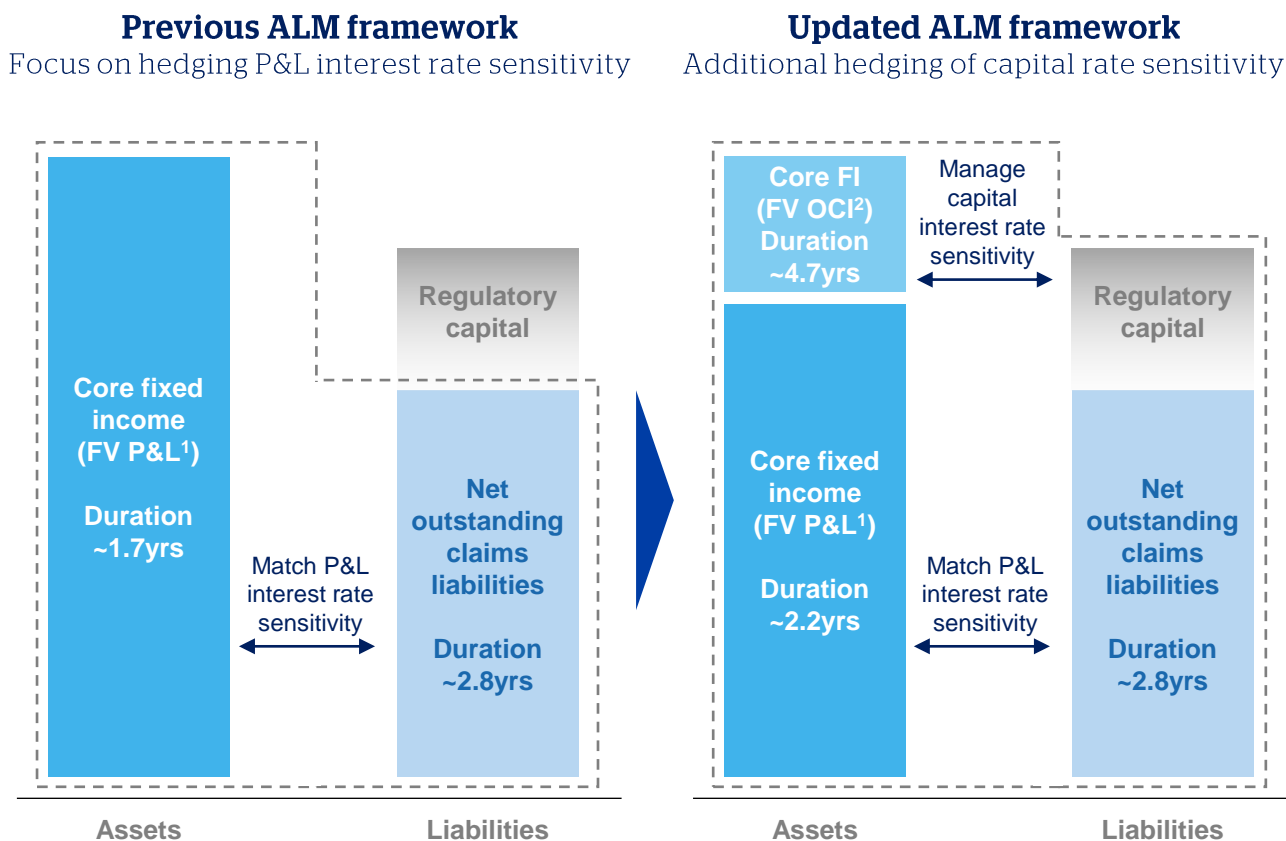 Previous ALM framework
Focus on hedging P&L interest rate sensitivity
Core fixed
income
(FV P&L¹)
Duration
~1.7yrs
Match P&L
interest rate
sensitivity
Regulatory
capital
Net
outstanding
claims
liabilities
Duration
~2.8yrs
Assets
Liabilities
Updated ALM framework
Additional hedging of capital rate sensitivity
Core FI
(FV OCI²)
Duration
~4.7yrs
Manage
capital
interest rate
sensitivity
Regulatory
capital
Core fixed
income
(FV P&L¹)
Duration
~2.2yrs
Match P&L
interest rate
sensitivity
Net
outstanding
claims
liabilities
Duration
~2.8yrs
Assets
Liabilities